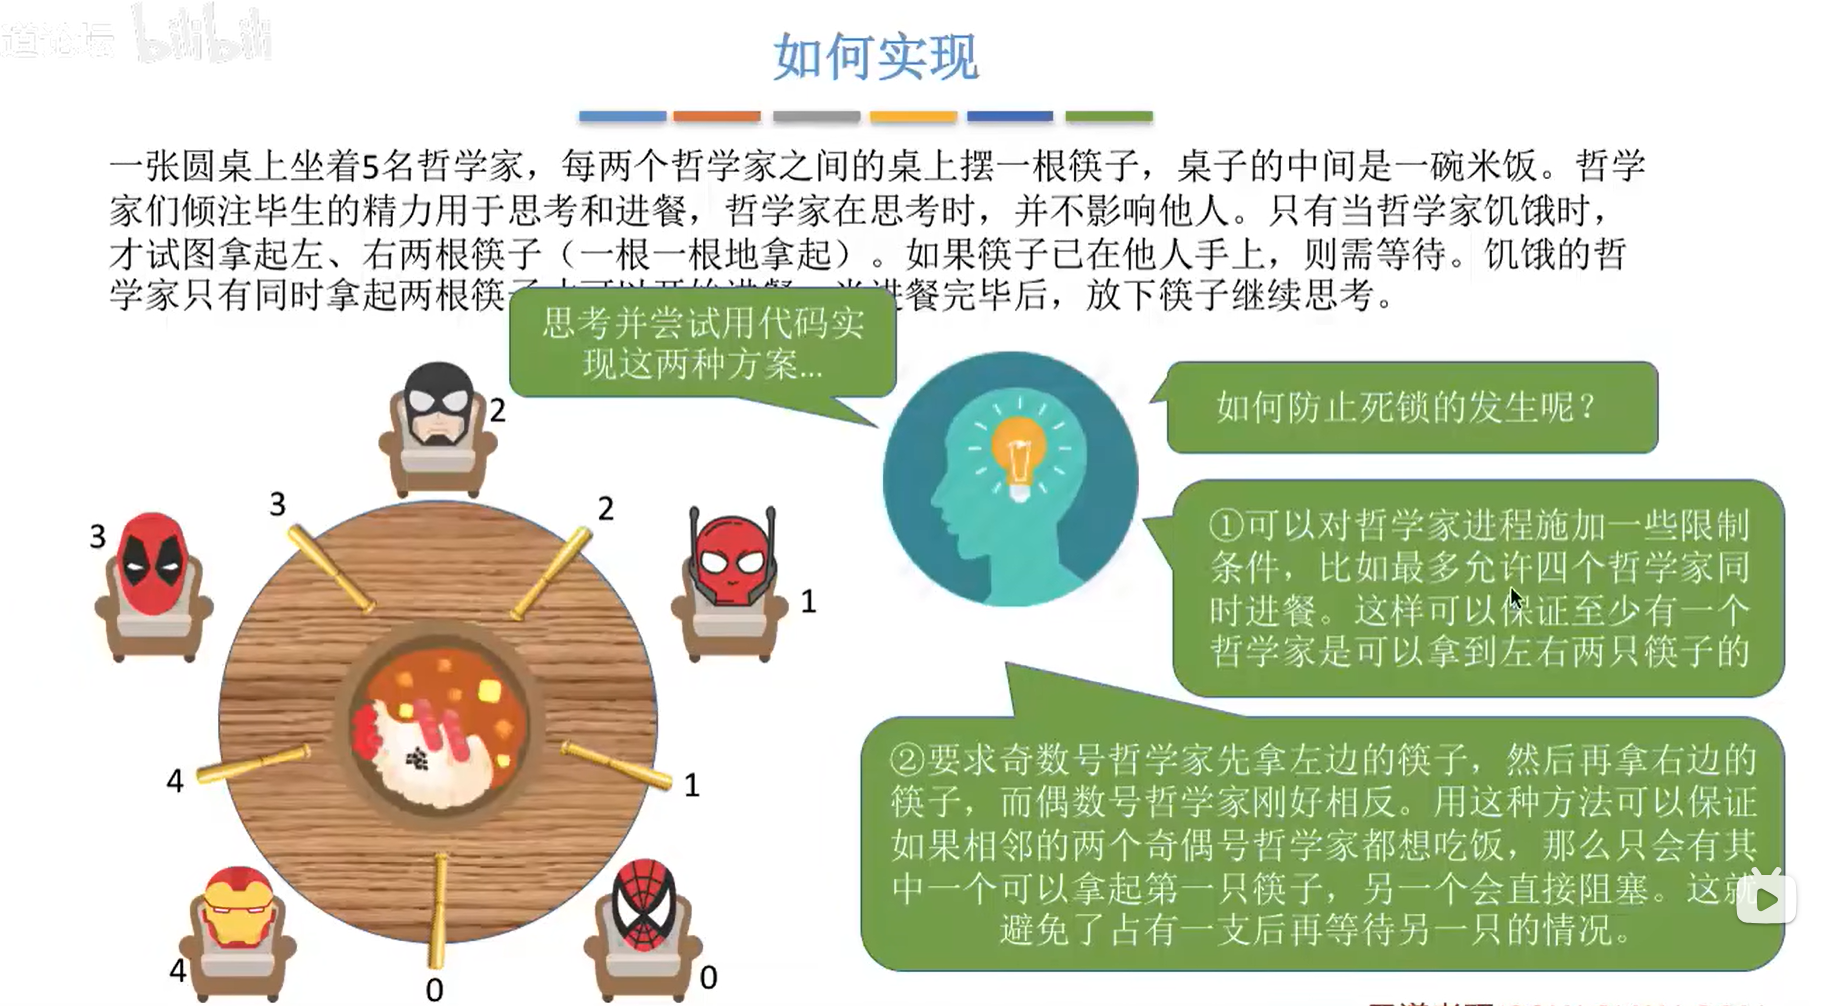 道论坛 bilibili
如何实现
一张圆桌上坐着5名哲学家，每两个哲学家之间的桌上摆一根筷子，桌子的中间是一碗米饭。哲学
家们倾注毕生的精力用于思考和进餐，哲学家在思考时，并不影响他人。只有当哲学家饥饿时，
才试图拿起左、右两根筷子（一根一根地拿起）。如果筷子已在他人手上，则需等待。饥饿的哲
学家只有同时拿起两根筷 进餐完毕后，放下筷子继续思考。
思考并尝试用代码实
现这两种方案...
如何防止死锁的发生呢？
①可以对哲学家进程施加一些限制
条件，比如最多允许四个哲学家同
时进餐。这样可以保证至少有一个
哲学家是可以拿到左右两只筷子的
②要求奇数号哲学家先拿左边的筷子，然后再拿右边的
筷子，而偶数号哲学家刚好相反。用这种方法可以保证
如果相邻的两个奇偶号哲学家都想吃饭，那么只会有其
中一个可以拿起第一只筷子，另一个会直接阻塞。这就
避免了占有一支后再等待另一只的情况。
2
3
2
3
1
4
1
4
0
0